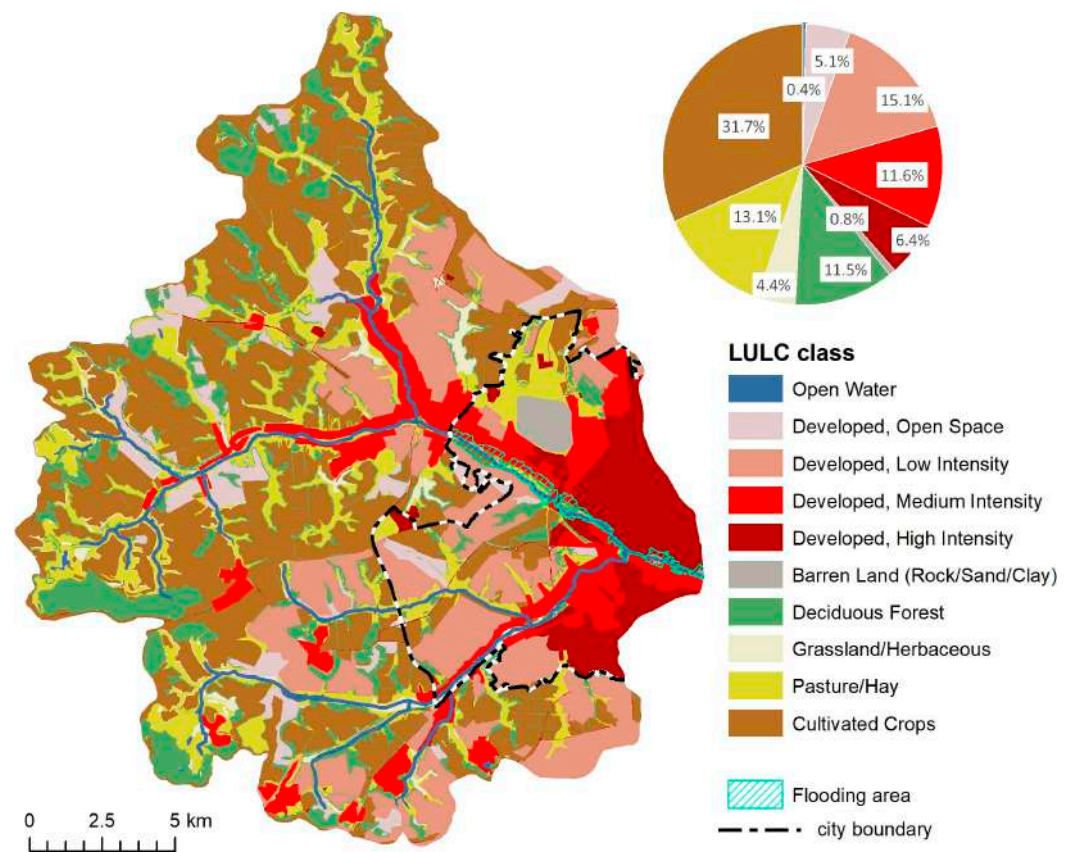 5.1%
0.4%
15.1%
31.7%
11.6%
13.1%
0.8%
6.4%
11.5%
4.4%
LULC class
Open Water
Developed, Open Space
Developed, Low Intensity
Developed, Medium Intensity
Developed, High Intensity
Barren Land (Rock/Sand/Clay)
Deciduous Forest
Grassland/Herbaceous
Pasture/Hay
Cultivated Crops
Flooding area
city boundary
0 2.5 5 km